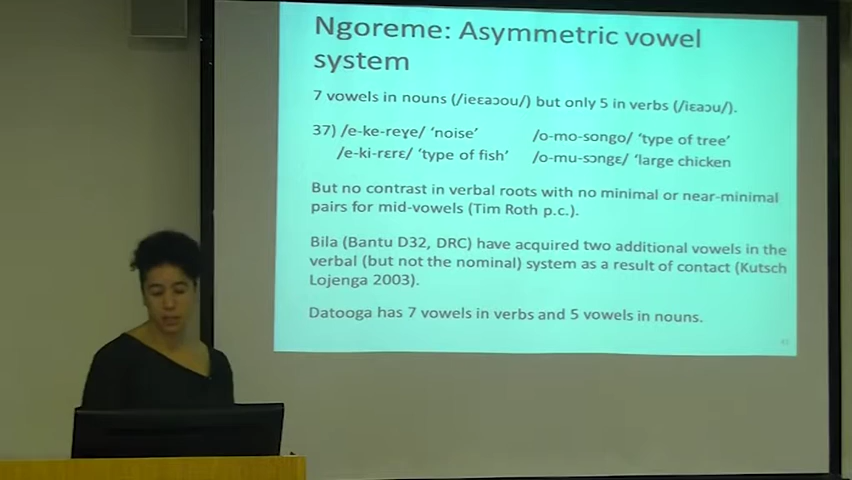 Ngoreme: Asymmetric vowel
system
7 vowels in nouns (/ieɛaɔou/) but only 5 in verbs (/iɛaɔu/).
37) /e-ke-reɣe/ ‘noise’ /o-mo-songo/ ‘type of tree’
/e-ki-rɛrɛ/ ‘type of fish’ /o-mu-sɔngɛ/ ‘large chicken
But no contrast in verbal roots with no minimal or near-minimal
pairs for mid-vowels (Tim Roth p.c.).
Bila (Bantu D32, DRC) have acquired two additional vowels in the
verbal (but not the nominal) system as a result of contact (Kutsch
Lojenga 2003).
Datooga has 7 vowels in verbs and 5 vowels in nouns.